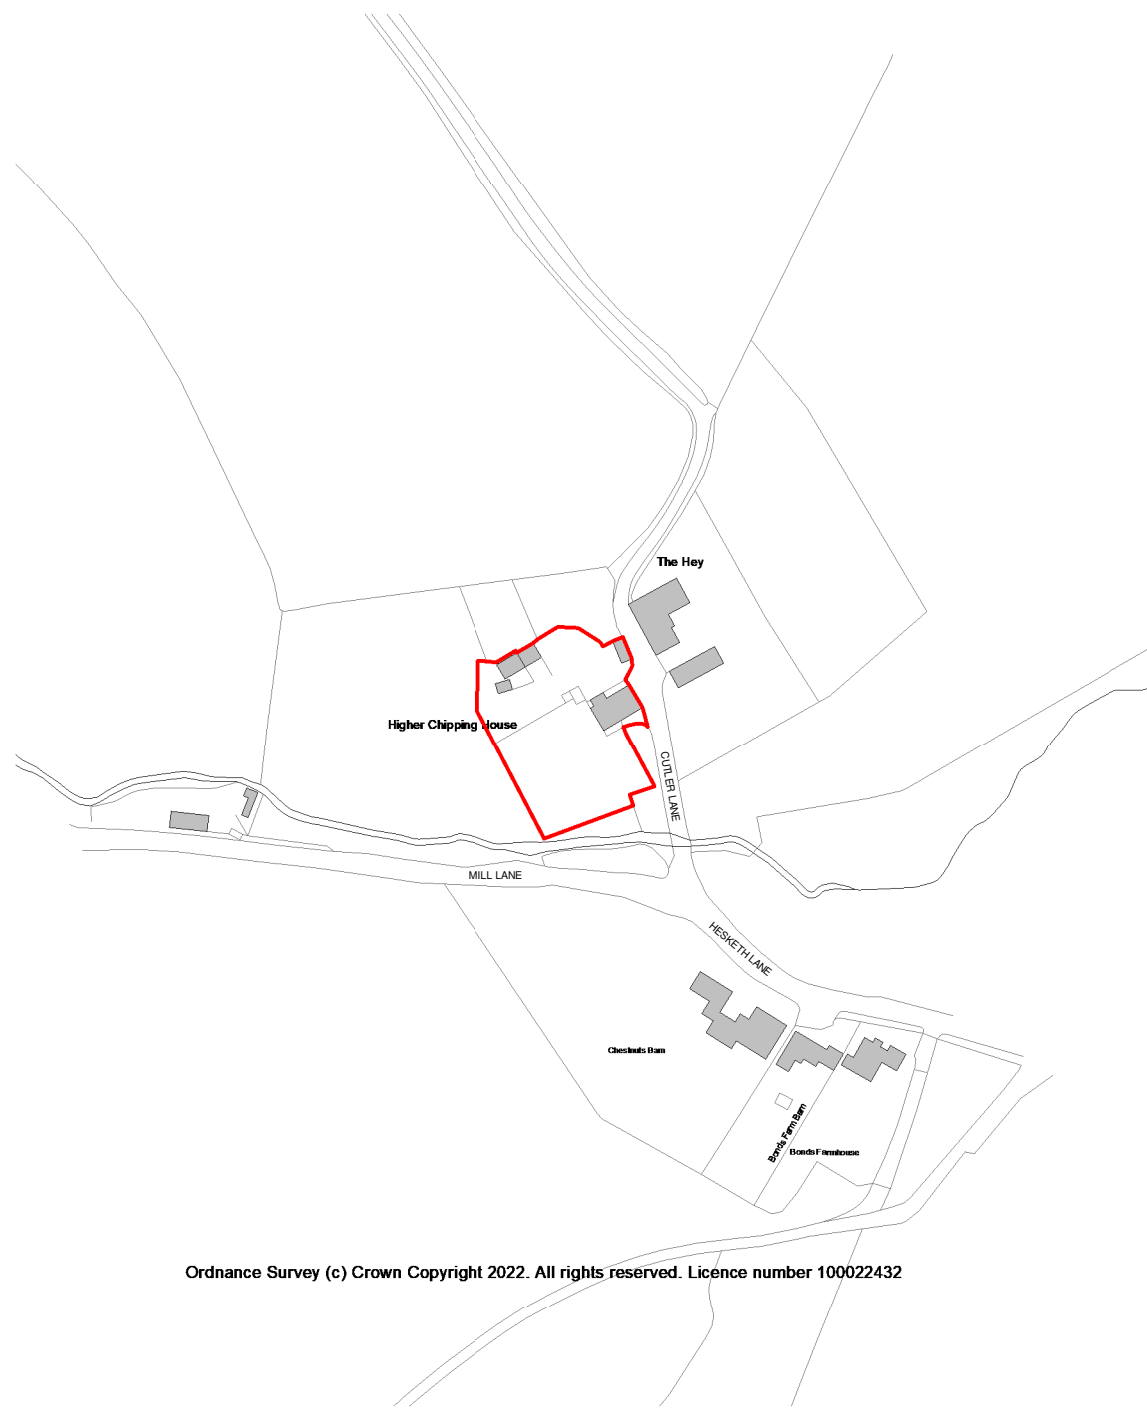 The Hey
Higher Chipping House
CUTLER LANE
MILL LANE
HESKETH LANE
Chestnuts Barn
Bonds Farm Barn
Bonds Farmhouse
Ordnance Survey (c) Crown Copyright 2022. All rights reserved. Licence number 100022432